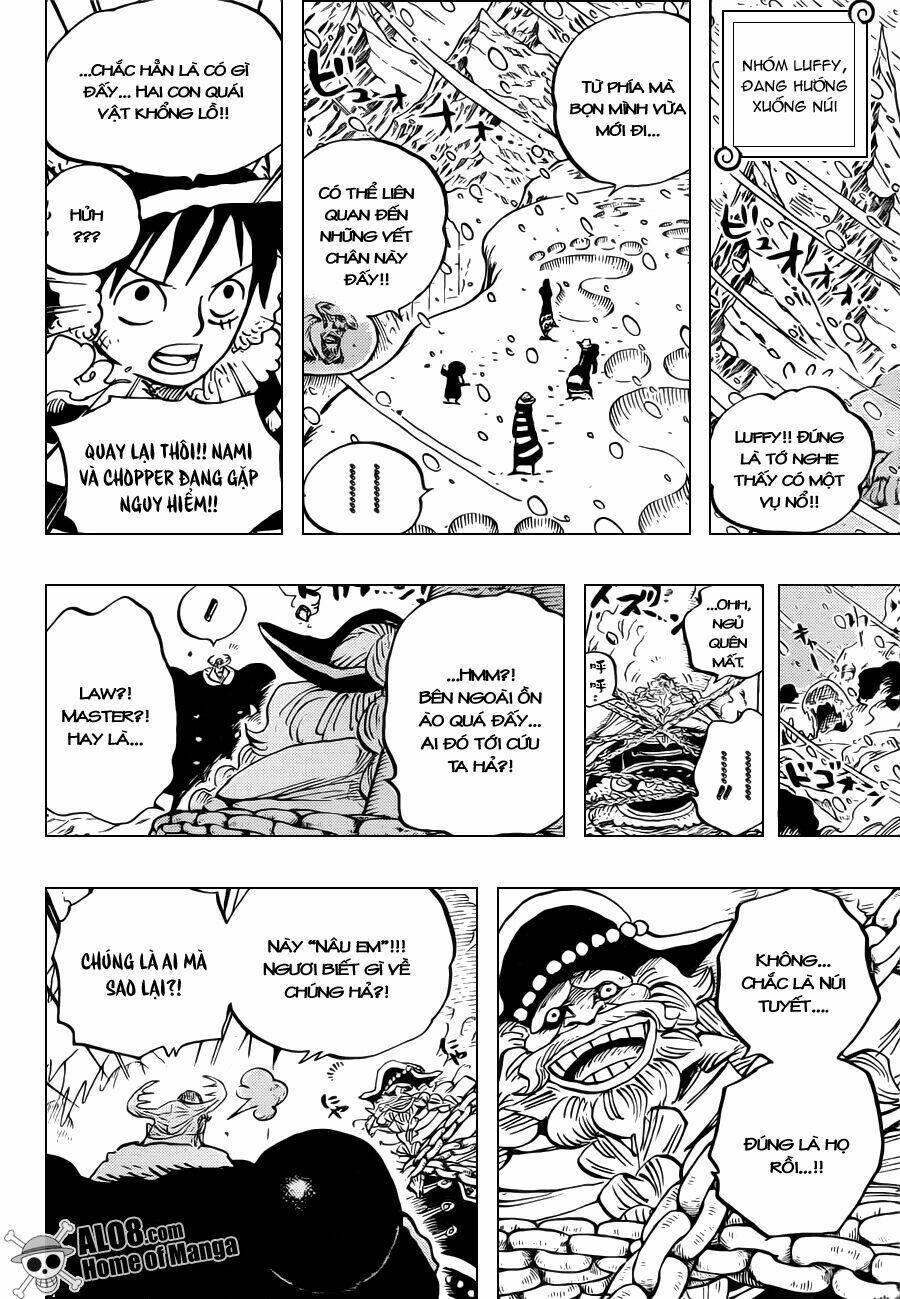 NHÓM LUFFY,
ĐANG HƯỚNG
XUỐNG NÚI
LUFFY!! ĐÚNG
LÀ TỚ NGHE
THẤY CÓ MỘT
VỤ NỔ!!
TỪ PHÍA MÀ
BỌN MÌNH VỪA
MỚI ĐI...
CÓ THỂ LIÊN
QUAN ĐẾN
NHỮNG VẾT
CHÂN NÀY
ĐẤY!!
...CHẮC HẲN LÀ CÓ GÌ
ĐẤY... HAI CON QUÁI
VẬT KHỔNG LỒ!!
HỬH
???
QUAY LẠI THÔI!! NAMI
VÀ CHOPPER ĐANG GẶP
NGUY HIỂM!!
...OHH,
NGỦ
QUÊN
MẤT.
...HMM?!
BÊN NGOÀI ỒN
ÀO QUÁ ĐẤY...
AI ĐÓ TỚI CỨU
TA HẢ?!
LAW?!
MASTER?!
HAY LÀ...
KHÔNG...
CHẮC LÀ NÚI
TUYẾT....
ĐÚNG LÀ HỌ
RỒI...!!
NÀY “NÂU EM”!!!
NGƯƠI BIẾT GÌ VỀ
CHÚNG HẢ?!
CHÚNG LÀ AI MÀ
SAO LẠI?!
ALO8.com
Home of Manga